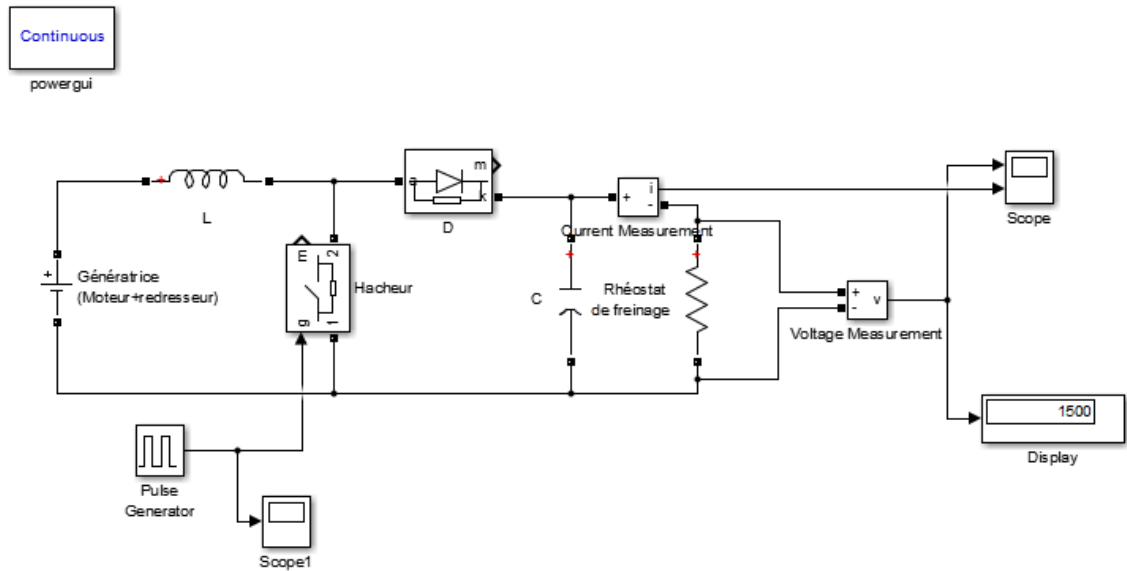 Continuous
powergui
L
a
m
k
D
i
+
-
Current Measurement
Scope
+
Génératrice
(Moteur+redresseur)
m
2
g
1
Hacheur
C
Rhéostat
de freinage
+
-
v
Voltage Measurement
1500
Display
Pulse
Generator
Scope1